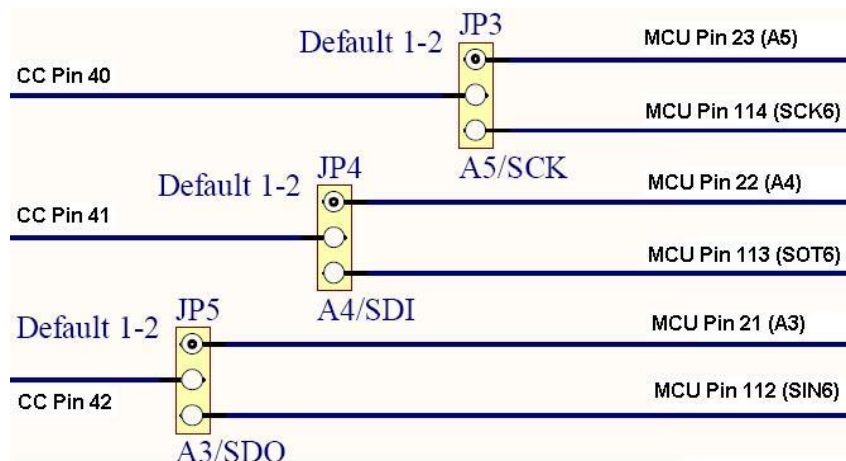 JP3
Default 1-2
MCU Pin 23 (A5)
CC Pin 40
MCU Pin 114 (SCK6)
A5/SCK
JP4
Default 1-2
MCU Pin 22 (A4)
CC Pin 41
MCU Pin 113 (SOT6)
A4/SDI
JP5
Default 1-2
MCU Pin 21 (A3)
CC Pin 42
MCU Pin 112 (SIN6)
A3/SDO